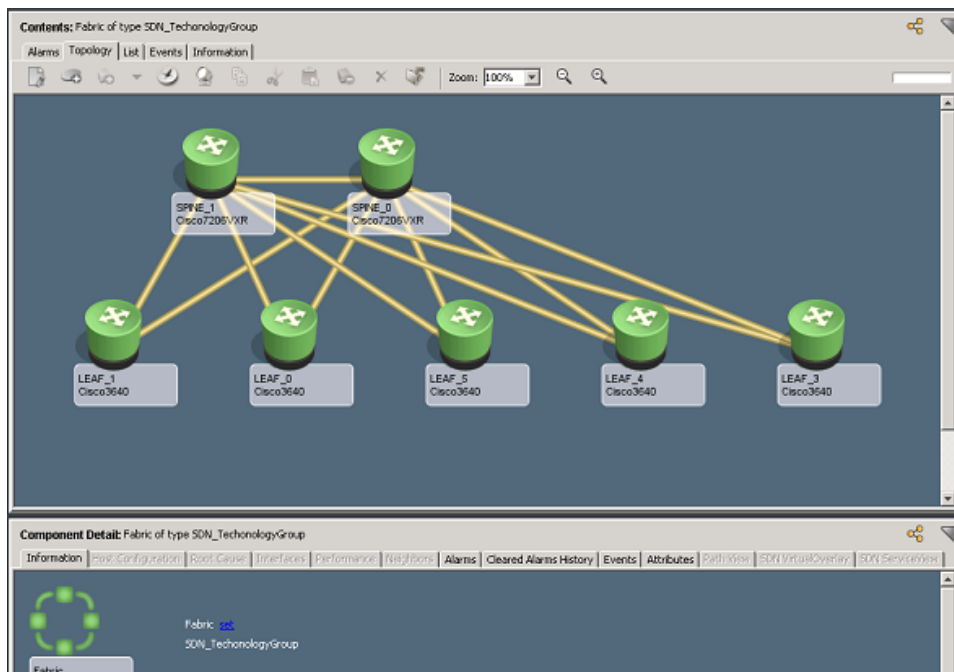 Contents: Fabric of type SDN_TechonologyGroup
Alarms Topology List Events Information
Zoom: 100%
SPINE_1
Cisco7206VXR
SPINE_0
Cisco7206VXR
LEAF_1
Cisco3640
LEAF_0
Cisco3640
LEAF_5
Cisco3640
LEAF_4
Cisco3640
LEAF_3
Cisco3640
Component Detail: Fabric of type SDN_TechonologyGroup
Information Host Configuration Root Cause Interfaces Performance Neighbors Alarms Cleared Alarms History Events Attributes Path View SDN VirtualOverlay SDN ServiceView
Fabric set
SDN_TechonologyGroup
Fabric